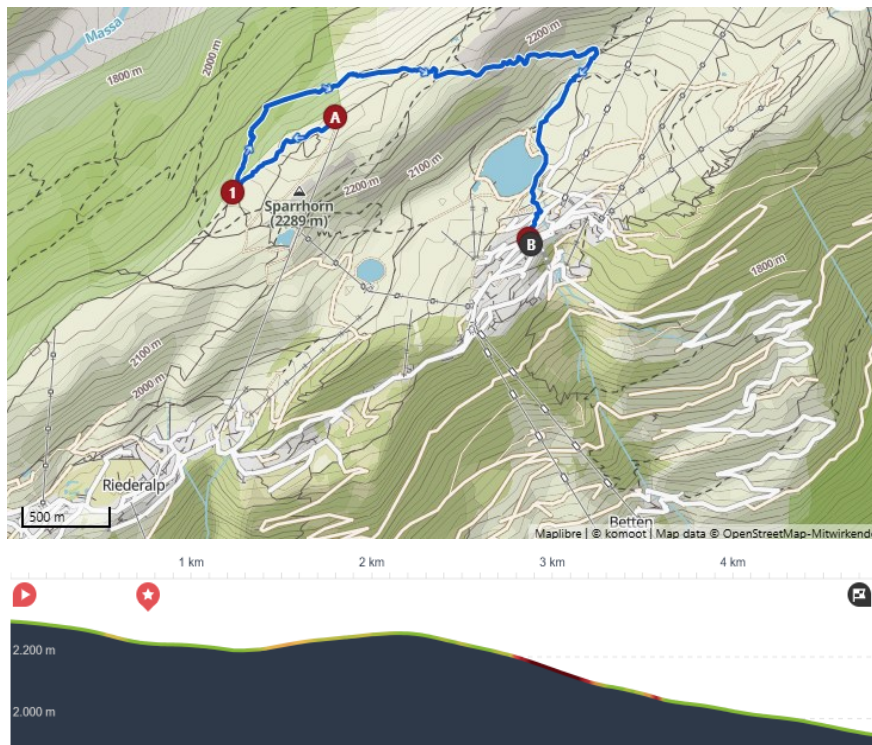 Massa
1800 m
2000 m
2200 m
A
1
2100 m
2200 m
Sparrhorn
(2289 m)
B
1800 m
2100 m
2000 m
Riederalp
500 m
Betten
Maplibre | © komoot | Map data © OpenStreetMap-Mitwirkende
1 km
2 km
3 km
4 km
2.200 m
2.000 m